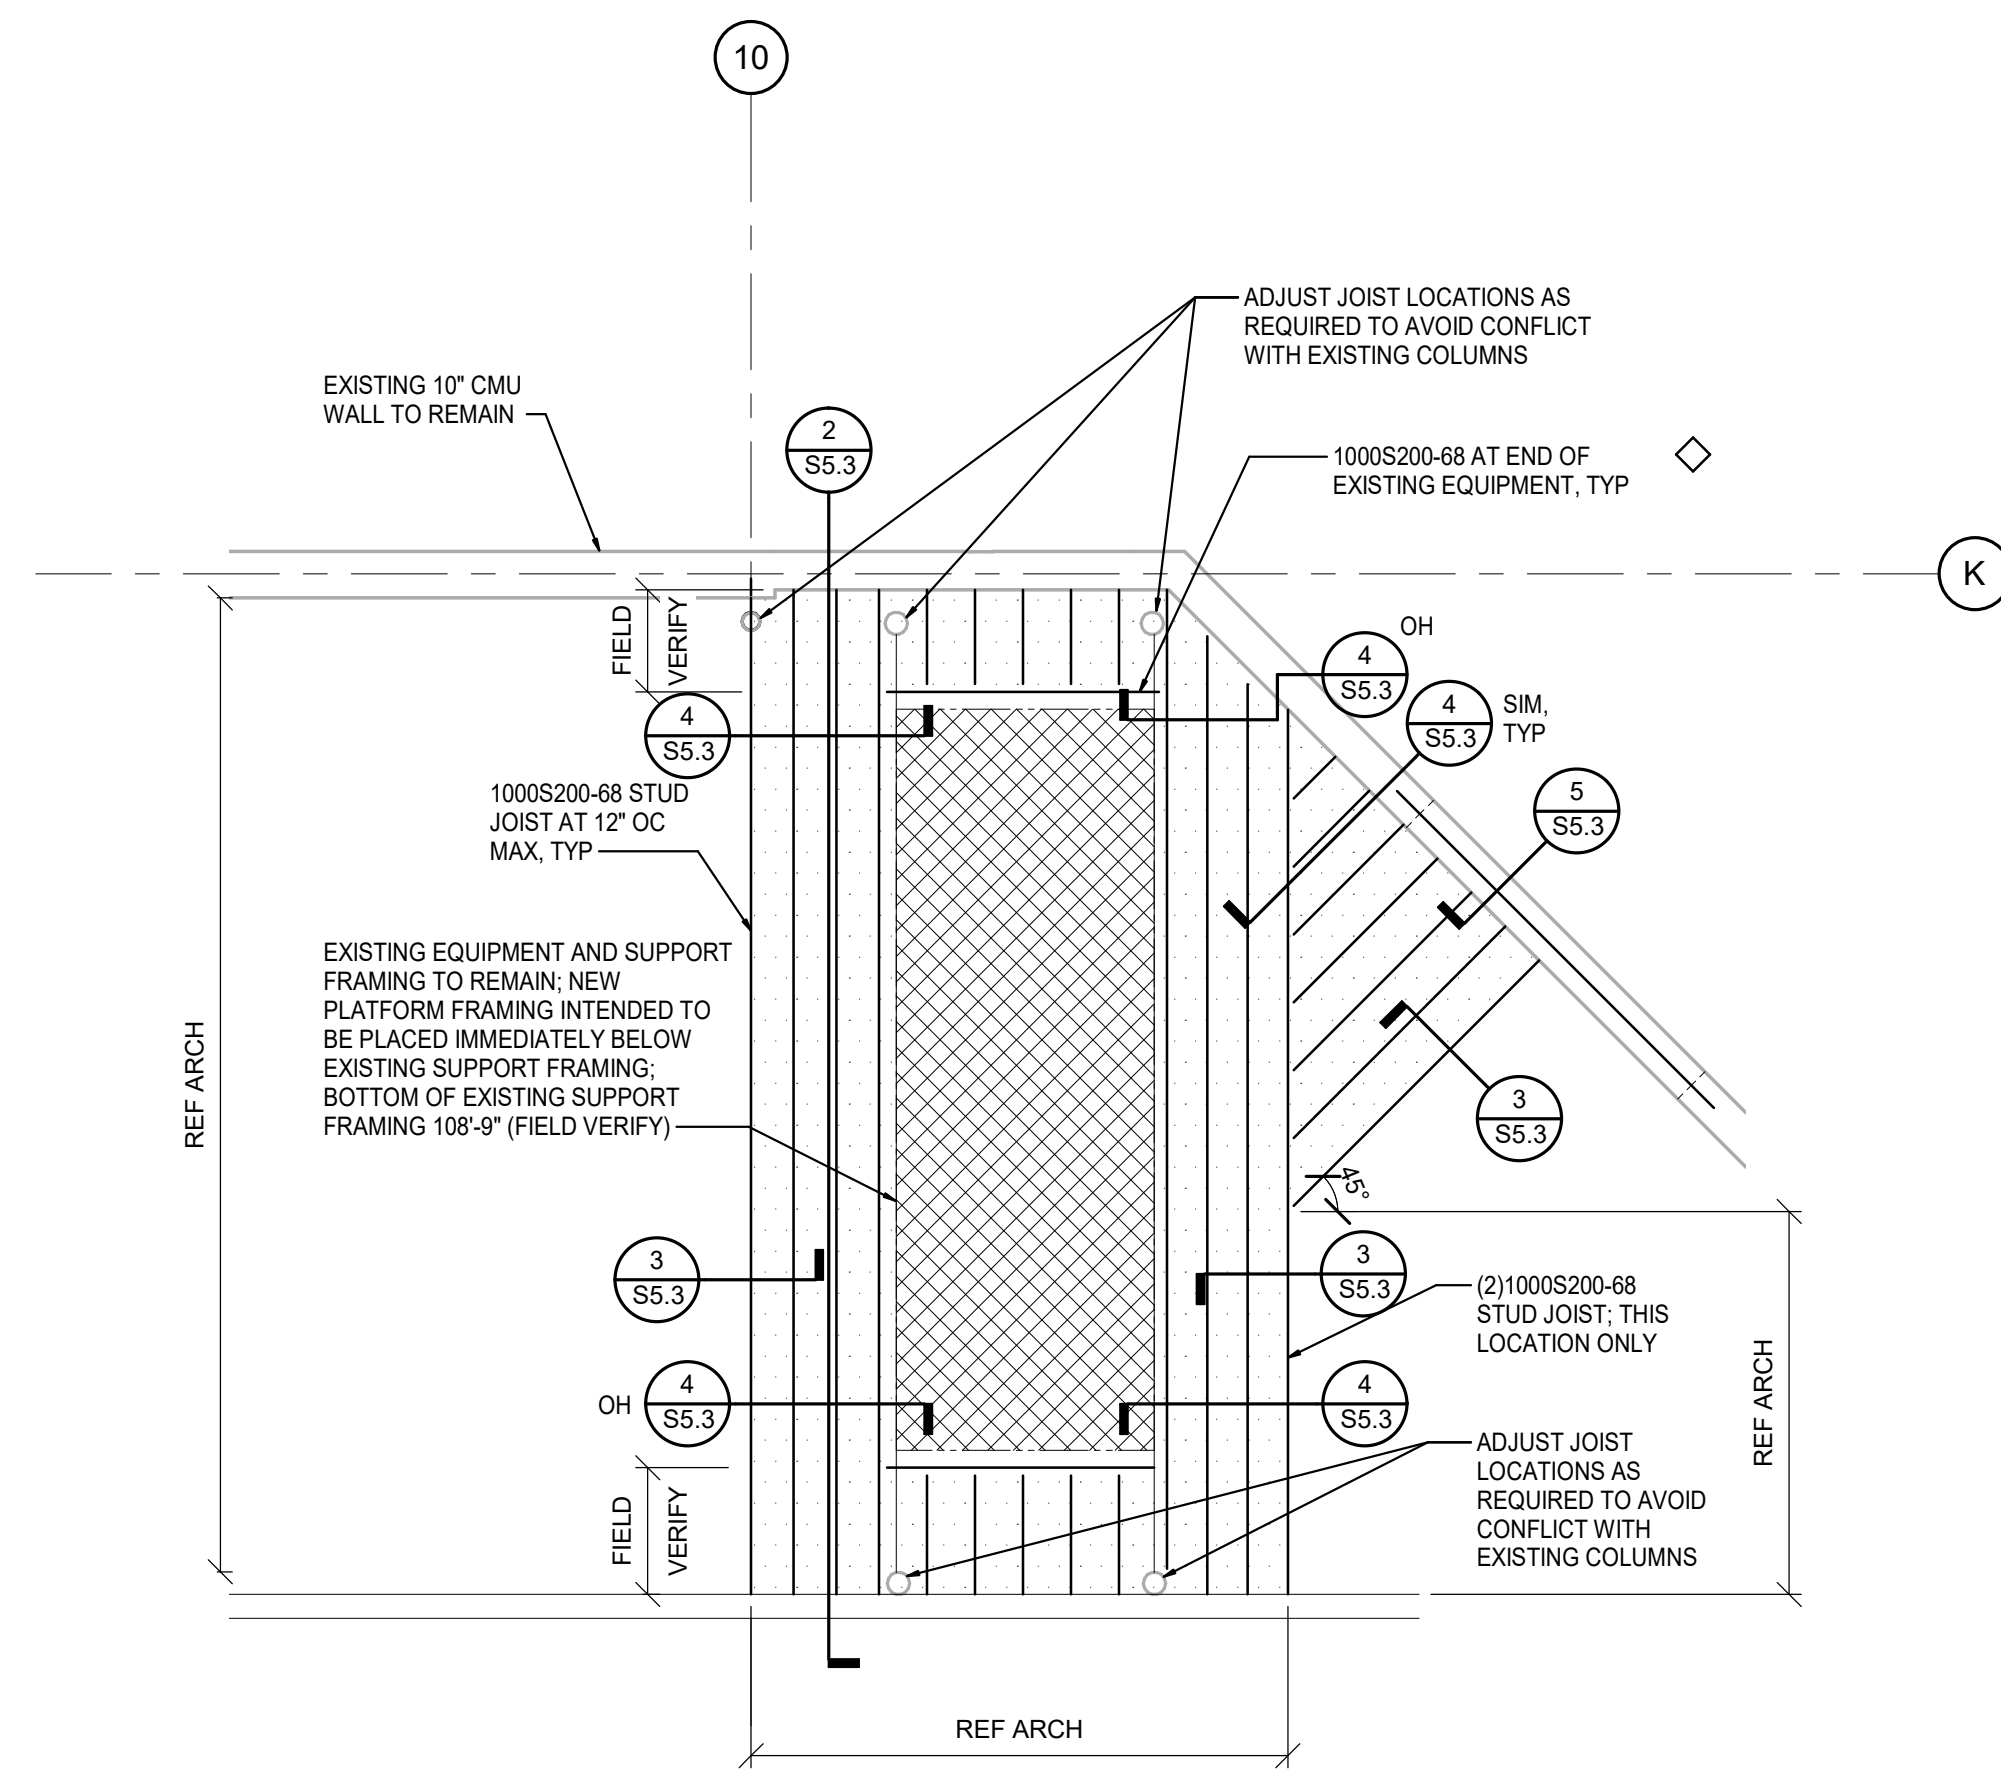 10
ADJUST JOIST LOCATIONS AS
REQUIRED TO AVOID CONFLICT
WITH EXISTING COLUMNS
EXISTING 10" CMU
WALL TO REMAIN
2
S5.3
1000S200-68 AT END OF
EXISTING EQUIPMENT, TYP
K
FIELD
VERIFY
OH
4
S5.3
4
S5.3
SIM,
TYP
4
S5.3
1000S200-68 STUD
JOIST AT 12" OC
MAX, TYP
5
S5.3
EXISTING EQUIPMENT AND SUPPORT
FRAMING TO REMAIN; NEW
PLATFORM FRAMING INTENDED TO
BE PLACED IMMEDIATELY BELOW
EXISTING SUPPORT FRAMING;
BOTTOM OF EXISTING SUPPORT
FRAMING 108'-9" (FIELD VERIFY)
REF ARCH
3
S5.3
45°
3
S5.3
3
S5.3
(2)1000S200-68
STUD JOIST; THIS
LOCATION ONLY
REF ARCH
OH
4
S5.3
4
S5.3
ADJUST JOIST
LOCATIONS AS
REQUIRED TO AVOID
CONFLICT WITH
EXISTING COLUMNS
FIELD
VERIFY
REF ARCH